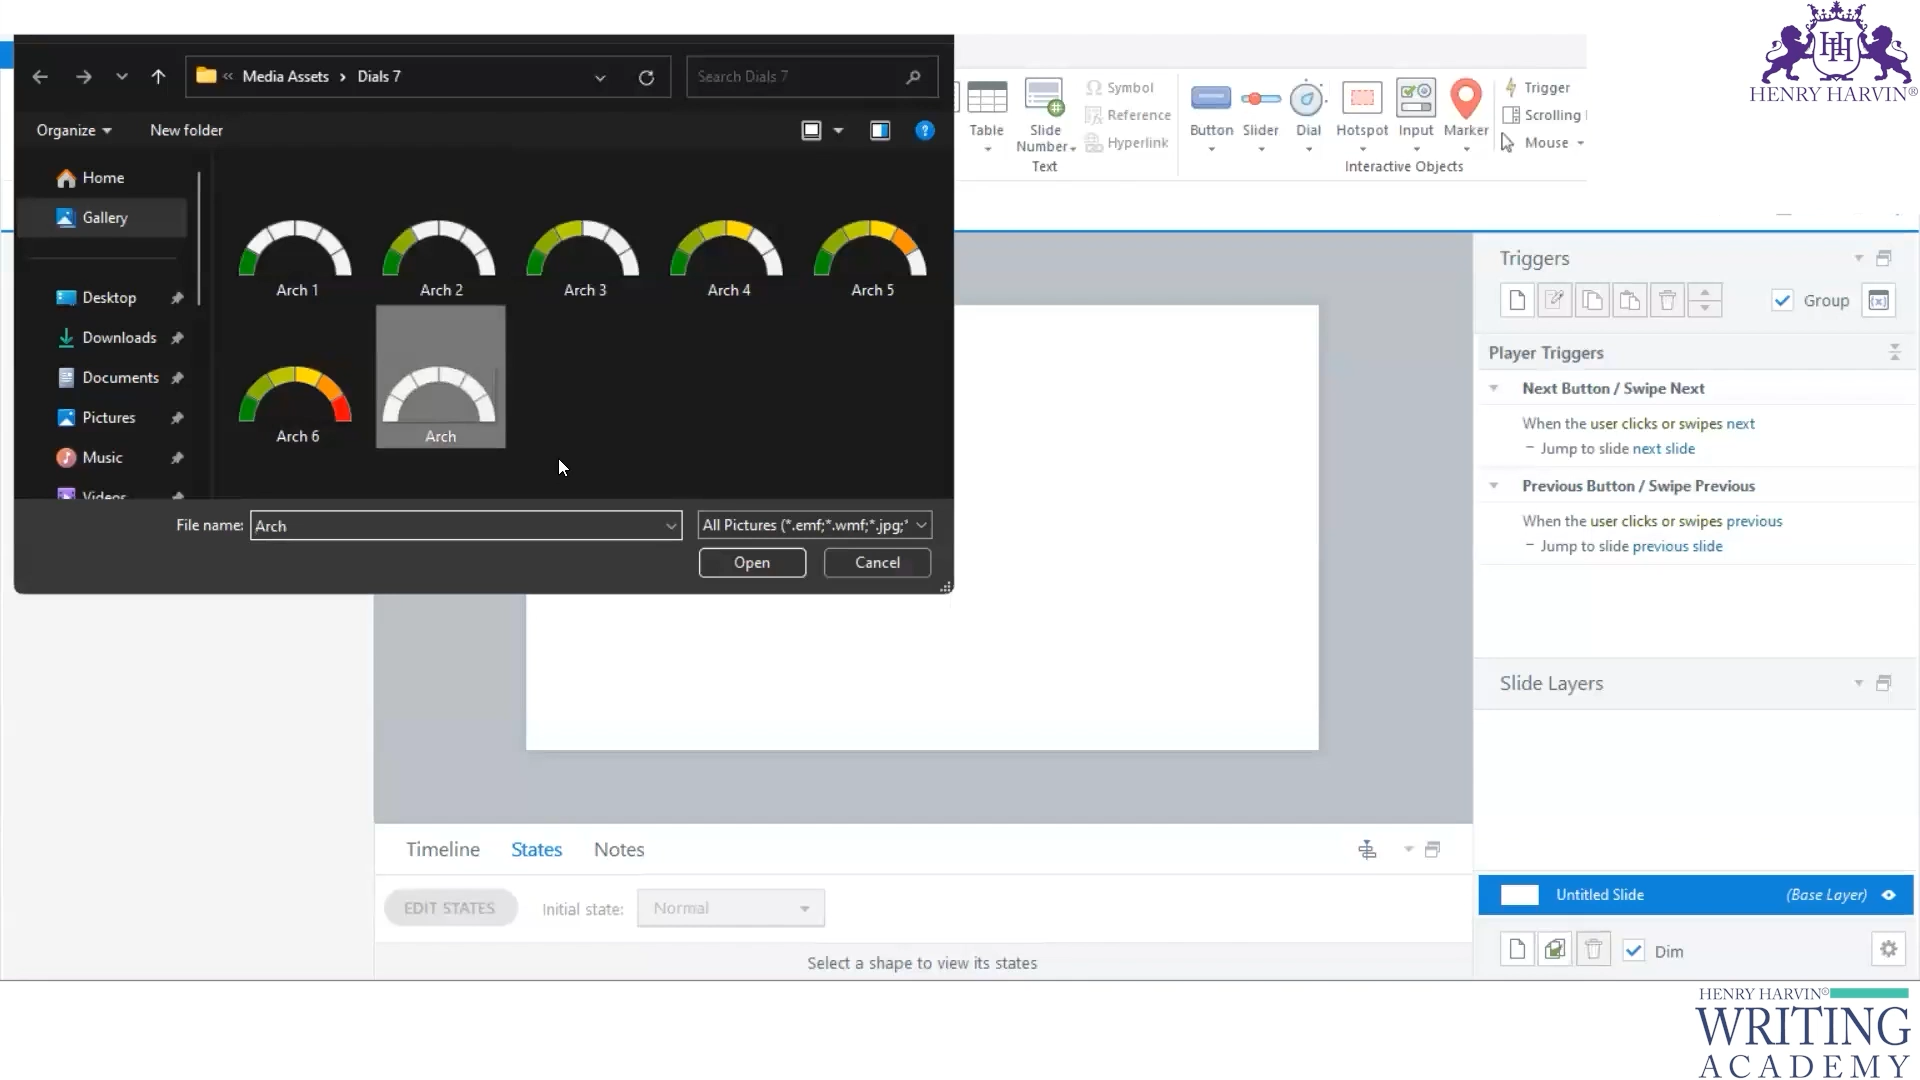 HENRY HARVIN®
Media Assets
Dials 7
Search Dials 7
Organize
New folder
Home
Gallery
Desktop
Downloads
Documents
Pictures
Music
Videos
Arch 1
Arch 2
Arch 3
Arch 4
Arch 5
Arch 6
Arch
File name:
Arch
All Pictures (*.emf;*.wmf;*.jpg;*
Open
Cancel
Table
Slide
Number
Symbol
Reference
Hyperlink
Text
Button
Slider
Dial
Hotspot
Input
Marker
Interactive Objects
Trigger
Scrolling
Mouse
Triggers
Group
Player Triggers
Next Button / Swipe Next
When the user clicks or swipes next
– Jump to slide next slide
Previous Button / Swipe Previous
When the user clicks or swipes previous
– Jump to slide previous slide
Slide Layers
Untitled Slide
(Base Layer)
Dim
Timeline
States
Notes
EDIT STATES
Initial state:
Normal
Select a shape to view its states
HENRY HARVIN®
WRITING
ACADEMY